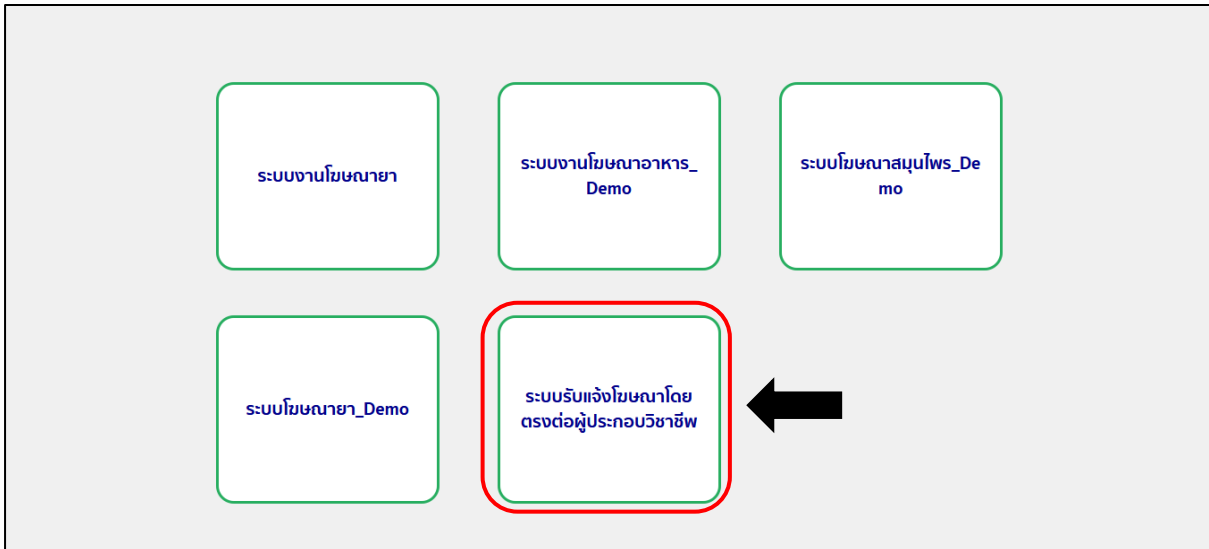 ระบบงานโฆษณายา
ระบบงานโฆษณาอาหาร_
Demo
ระบบโฆษณาสมุนไพร_De
mo
ระบบโฆษณายา_Demo
ระบบรับแจ้งโฆษณาโดย
ตรงต่อผู้ประกอบวิชาชีพ